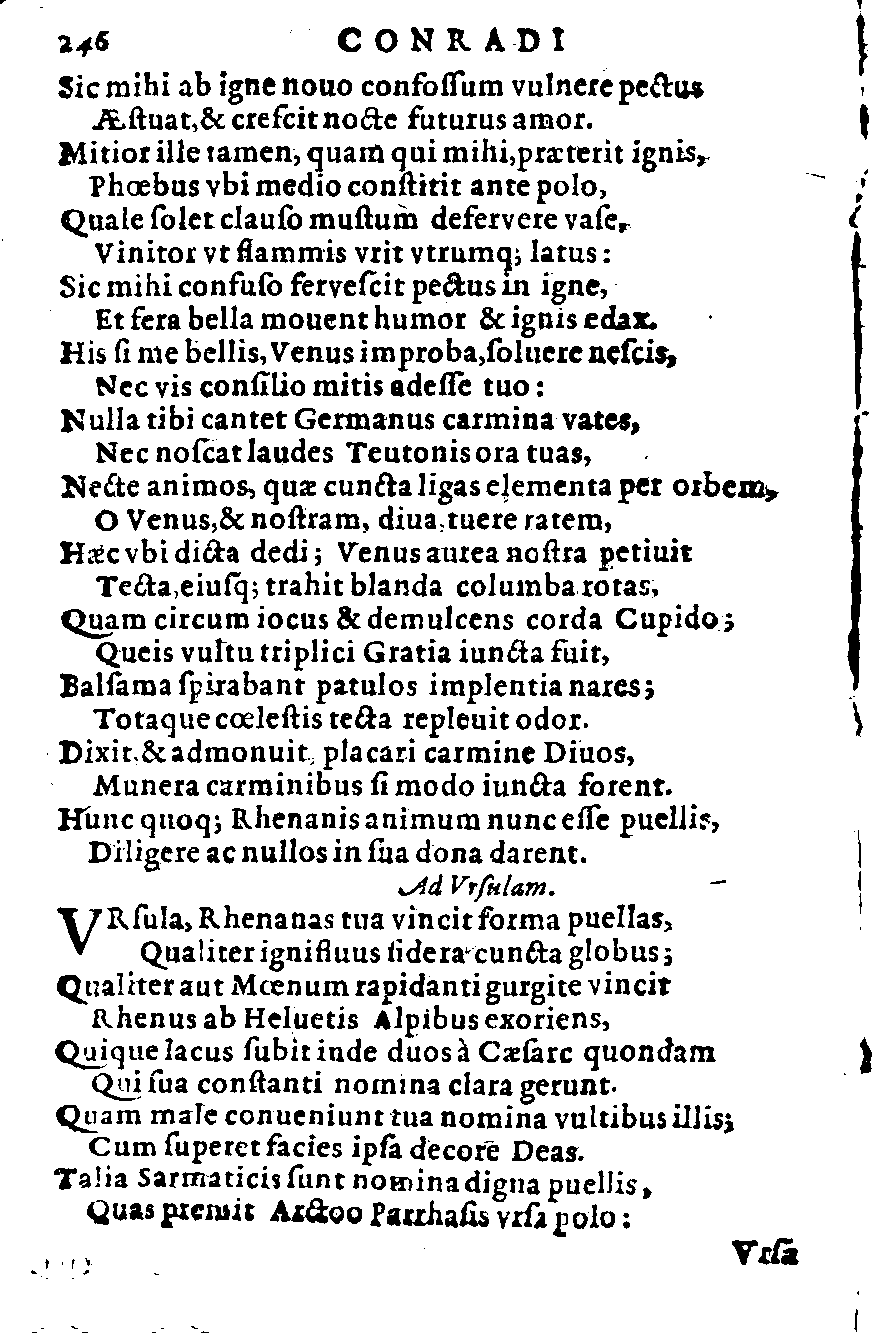 246 CONRADI
Sic mihi ab igne nouo confoſſum vulnere pectus
Æſtuat, & creſcit nocte futurus amor.
Mitior ille tamen, quam qui mihi, præterit ignis,
Phœbus vbi medio conſtitit ante polo,
Quale ſolet clauſo muſtum defervere vaſe,
Vinitor vt flammis vrit vtrumq; latus:
Sic mihi confuſo ferveſcit pectus in igne,
Et fera bella mouent humor & ignis edax.
His ſi me bellis, Venus improba, ſoluere neſcis,
Nec vis conſilio mitis adeſſe tuo:
Nulla tibi cantet Germanus carmina vates,
Nec noſcat laudes Teutonis ora tuas,
Necte animos, quæ cuncta ligas elementa per orbem,
O Venus, & noſtram, diua, tuere ratem,
Hæc vbi dicta dedi; Venus aurea noſtra petiuit
Tecta, eiuſq; trahit blanda columba rotas,
Quam circum iocus & demulcens corda Cupido;
Queis vultu triplici Gratia iuncta fuit,
Balſama ſpirabant patulos implentia nares;
Totaque cœleſtis tecta repleuit odor.
Dixit, & admonuit, placari carmine Diuos,
Munera carminibus ſi modo iuncta forent.
Hunc quoq; Rhenanis animum nunc eſſe puellis,
Diligere ac nullos in ſua dona darent.
Ad Vrſulam.
VRſula, Rhenanas tua vincit forma puellas,
Qualiter ignifluus ſidera cuncta globus;
Qualiter aut Mœnum rapidanti gurgite vincit
Rhenus ab Heluetis Alpibus exoriens,
Quique lacus ſubit inde duos à Cæſare quondam
Qui ſua conſtanti nomina clara gerunt.
Quam male conueniunt tua nomina vultibus illis;
Cum ſuperet facies ipſa decore Deas.
Talia Sarmaticis ſunt nomina digna puellis,
Quas premit Arctoo Parrhaſis vrſa polo:
Vrſa